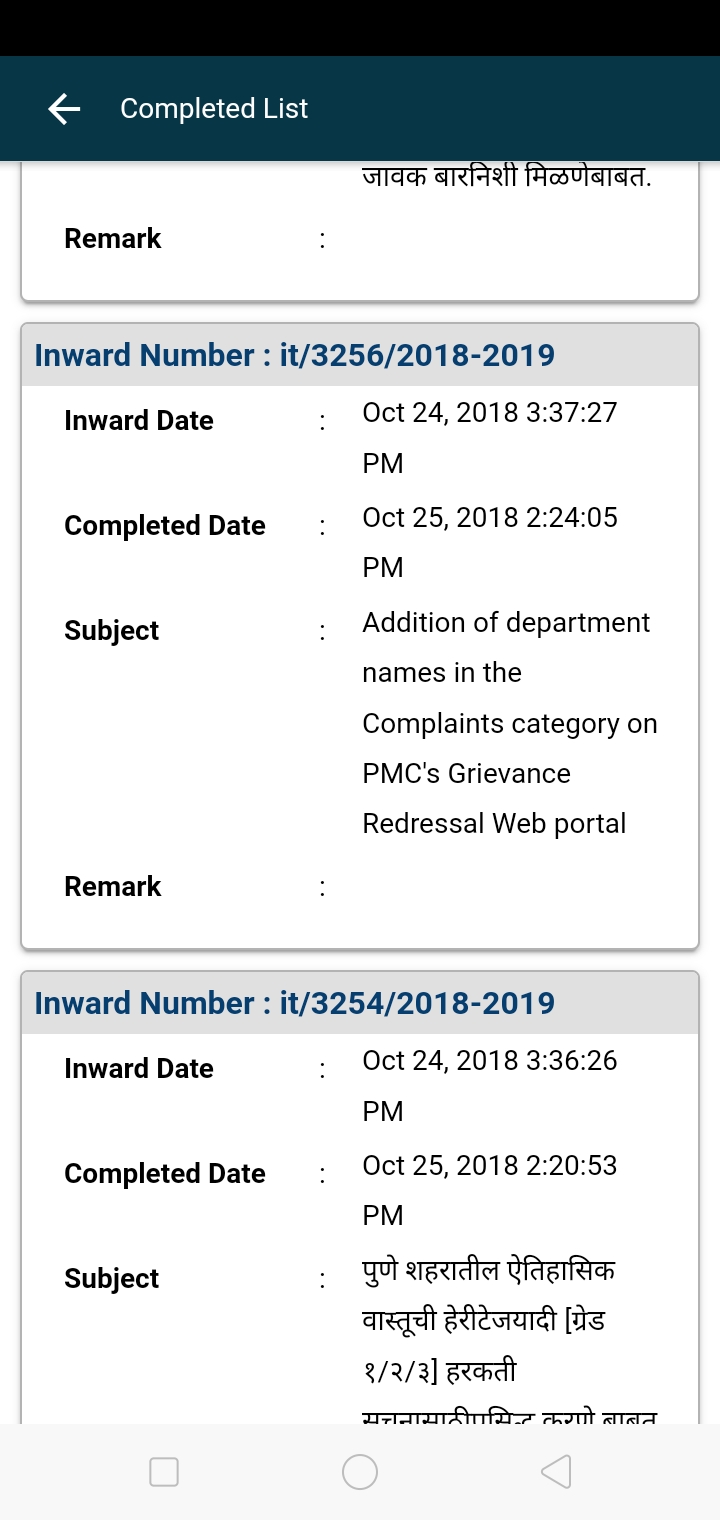 Completed List
जावक बारनिशी मिळणेबाबत.
Remark :
Inward Number : it/3256/2018-2019
Inward Date : Oct 24, 2018 3:37:27
PM
Completed Date : Oct 25, 2018 2:24:05
PM
Subject : Addition of department
names in the
Complaints category on
PMC's Grievance
Redressal Web portal
Remark :
Inward Number : it/3254/2018-2019
Inward Date : Oct 24, 2018 3:36:26
PM
Completed Date : Oct 25, 2018 2:20:53
PM
Subject : पुणे शहरातील ऐतिहासिक
वास्तूची हेरीटेजयादी [ग्रेड
१/२/३] हरकती
करणे बाबत